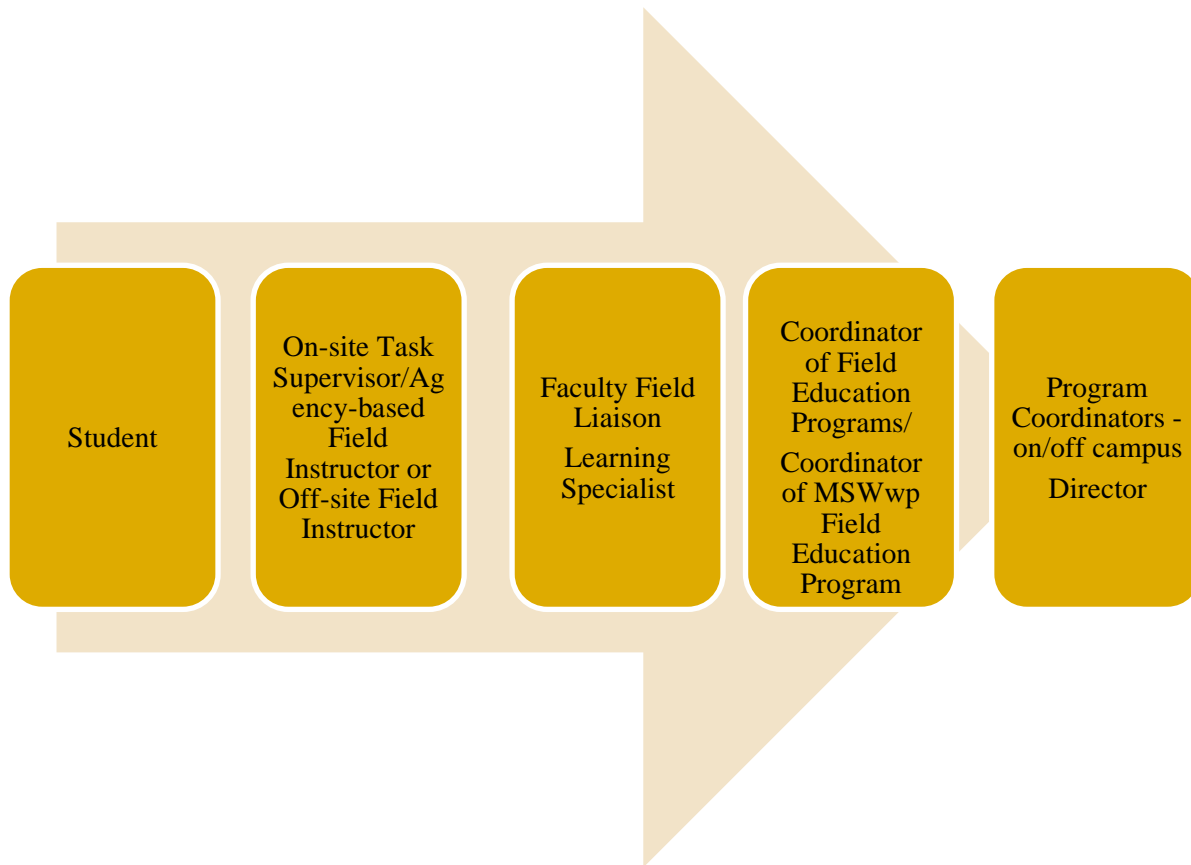 Student
On-site Task
Supervisor/Ag
ency-based
Field
Instructor or
Off-site Field
Instructor
Faculty Field
Liaison
Learning
Specialist
Coordinator
of Field
Education
Programs/
Coordinator
of MSWwp
Field
Education
Program
Program
Coordinators -
on/off campus
Director